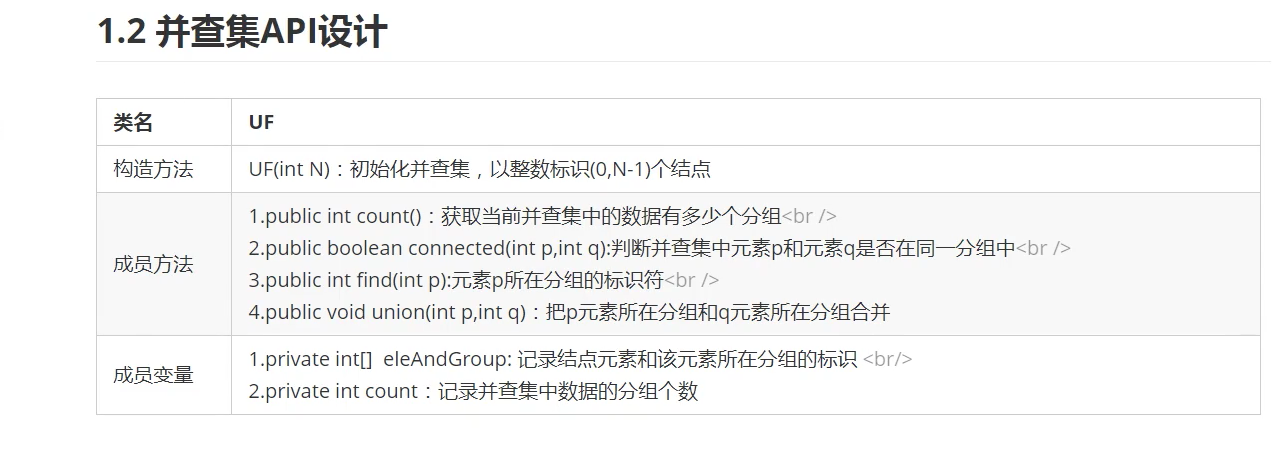 1.2 并查集API设计
类名 UF
构造方法 UF(int N)：初始化并查集，以整数标识(0,N-1)个结点
成员方法
1.public int count()：获取当前并查集中的数据有多少个分组<br />
2.public boolean connected(int p,int q):判断并查集中元素p和元素q是否在同一分组中<br />
3.public int find(int p):元素p所在分组的标识符<br />
4.public void union(int p,int q)：把p元素所在分组和q元素所在分组合并
成员变量
1.private int[]  eleAndGroup: 记录结点元素和该元素所在分组的标识 <br/>
2.private int count：记录并查集中数据的分组个数